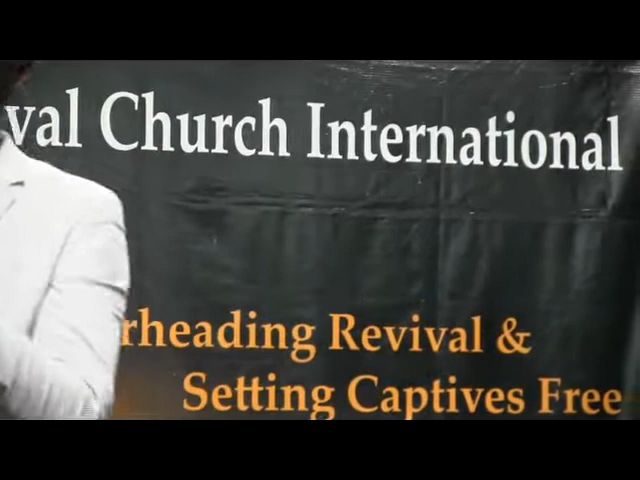 val Church International
rheading Revival &
Setting Captives Free